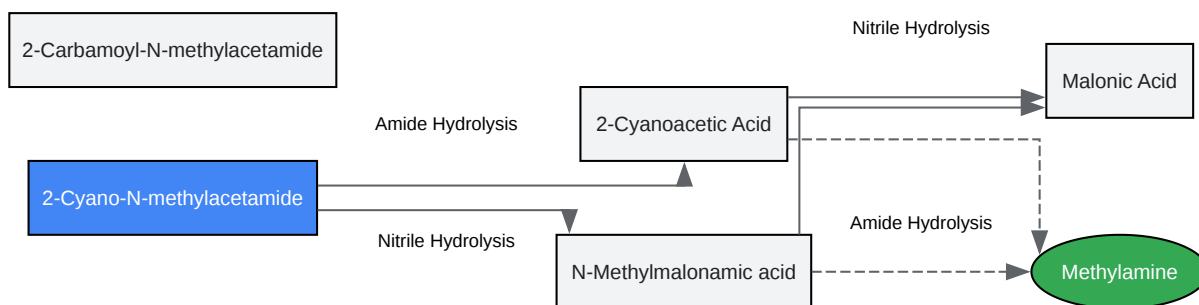 2-Carbamoyl-N-methylacetamide
Nitrile Hydrolysis
Malonic Acid
Amide Hydrolysis
2-Cyanoacetic Acid
2-Cyano-N-methylacetamide
Nitrile Hydrolysis
Amide Hydrolysis
N-Methylmalonamic acid
Methylamine